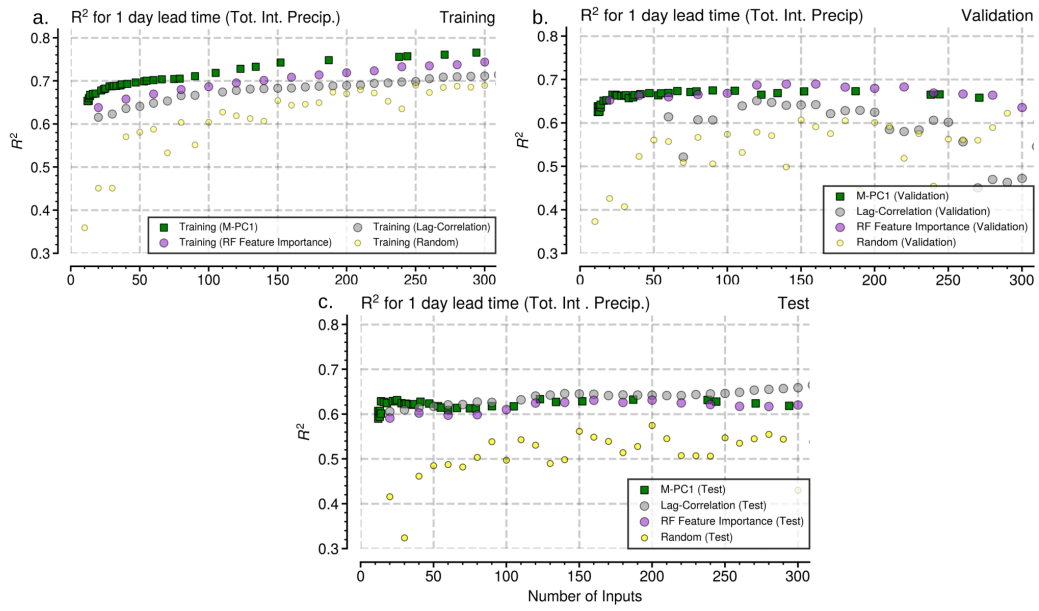 a.
R² for 1 day lead time (Tot. Int. Precip.)
Training
0.8
0.7
0.6
0.5
0.4
0.3
R²
Training (M-PC1)
Training (RF Feature Importance)
Training (Lag-Correlation)
Training (Random)
0 50 100 150 200 250 300
b.
R² for 1 day lead time (Tot. Int. Precip)
Validation
0.8
0.7
0.6
0.5
0.4
0.3
R²
M-PC1 (Validation)
Lag-Correlation (Validation)
RF Feature Importance (Validation)
Random (Validation)
0 50 100 150 200 250 300
c.
R² for 1 day lead time (Tot. Int . Precip.)
Test
0.8
0.7
0.6
0.5
0.4
0.3
R²
M-PC1 (Test)
Lag-Correlation (Test)
RF Feature Importance (Test)
Random (Test)
0 50 100 150 200 250 300
Number of Inputs